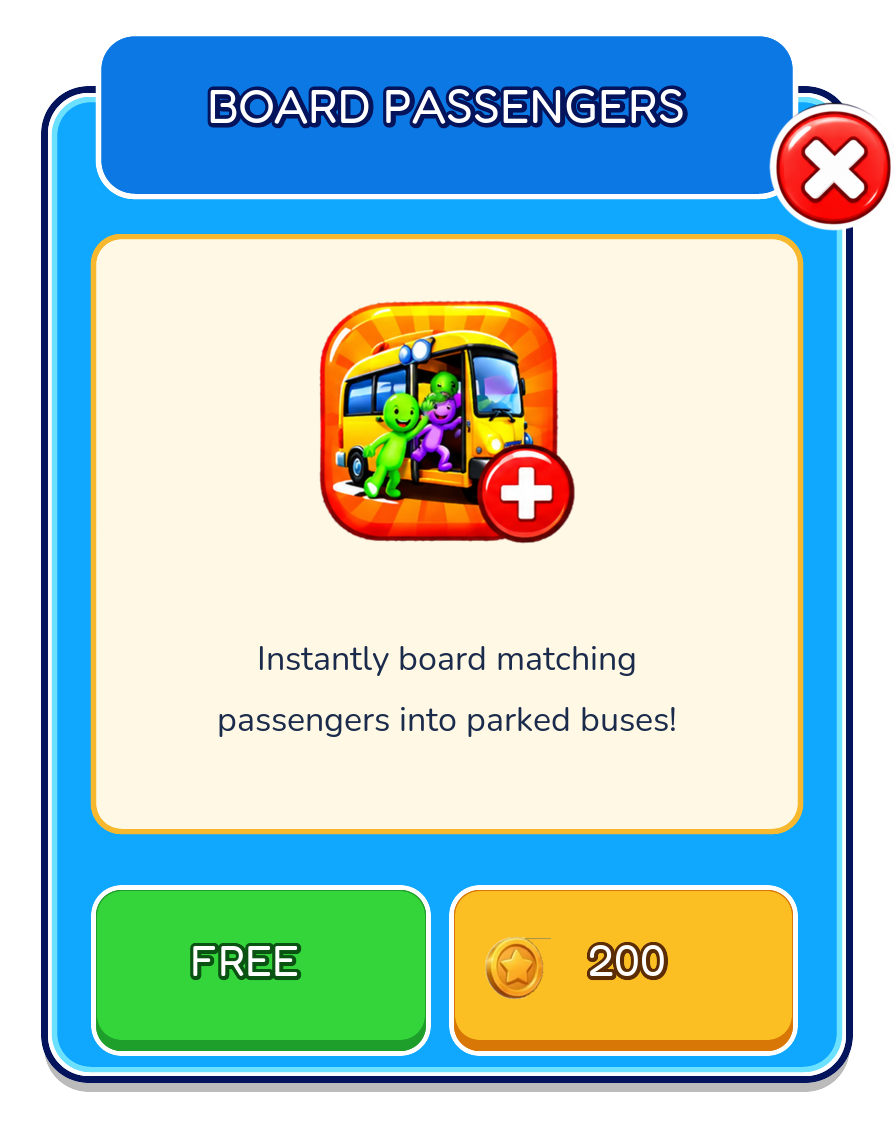 BOARD PASSENGERS
Instantly board matching
passengers into parked buses!
FREE
200